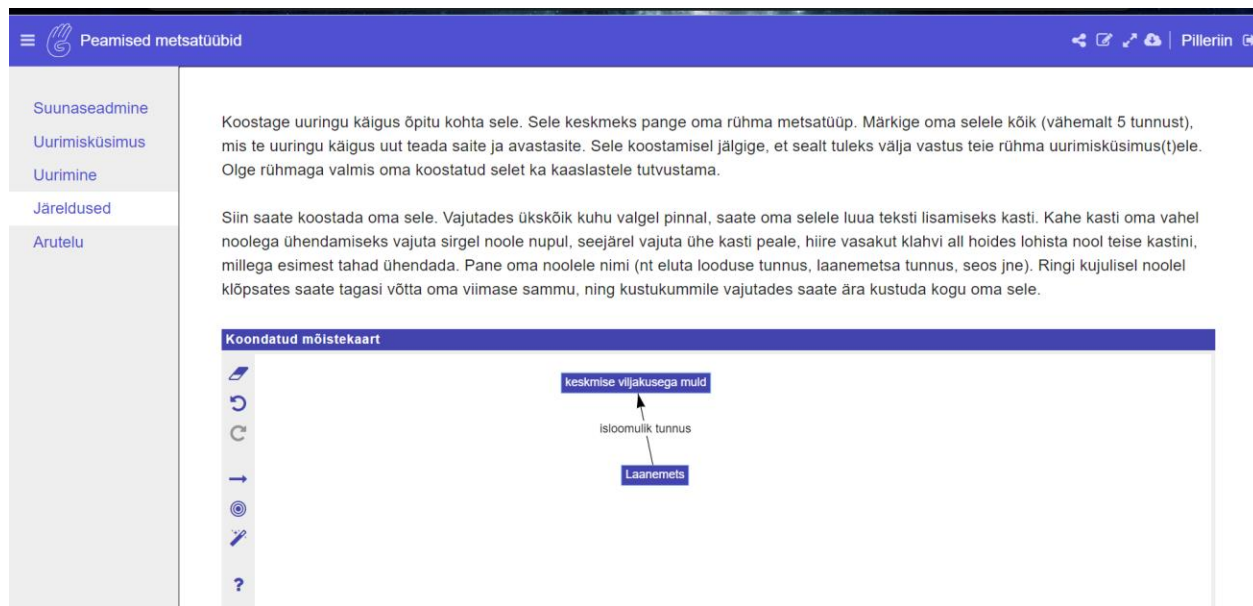 Peamised metsatüübid
Pilleriin
Suunaseadmine
Uurimisküsimus
Uurimine
Järeldused
Arutelu
Koostage uuringu käigus õpitu kohta sele. Sele keskmeks pange oma rühma metsatüüp. Märkige oma selele kõik (vähemalt 5 tunnust),
mis te uuringu käigus uut teada saite ja avastasite. Sele koostamisel jälgige, et sealt tuleks välja vastus teie rühma uurimisküsimus(t)ele.
Olge rühmaga valmis oma koostatud selet ka kaaslastele tutvustama.
Siin saate koostada oma sele. Vajutades ükskõik kuhu valgel pinnal, saate oma selele luua teksti lisamiseks kasti. Kahe kasti oma vahel
noolega ühendamiseks vajuta sirgel noole nupul, seejärel vajuta ühe kasti peale, hiire vasakut klahvi all hoides lohista nool teise kastini,
millega esimest tahad ühendada. Pane oma noolele nimi (nt eluta looduse tunnus, laanemetsa tunnus, seos jne). Ringi kujulisel noolel
klõpsates saate tagasi võtta oma viimase sammu, ning kustukummile vajutades saate ära kustuda kogu oma sele.
Koondatud mõistekaart
keskmise viljakusega muld
isloomulik tunnus
Laanemets
?